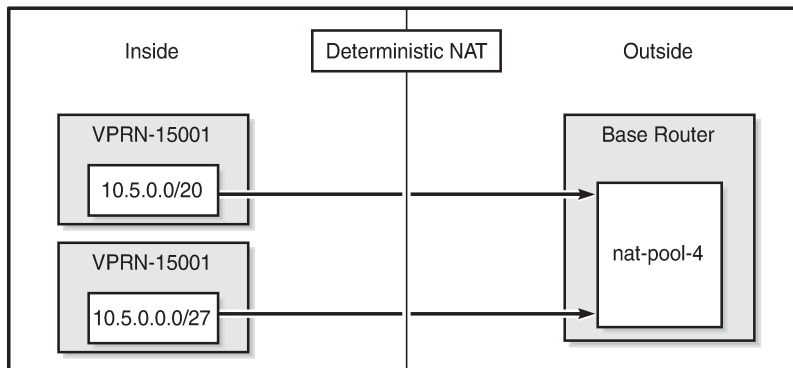 Inside
Deterministic NAT
Outside
VPRN-15001
10.5.0.0/20
VPRN-15001
10.5.0.0.0/27
Base Router
nat-pool-4